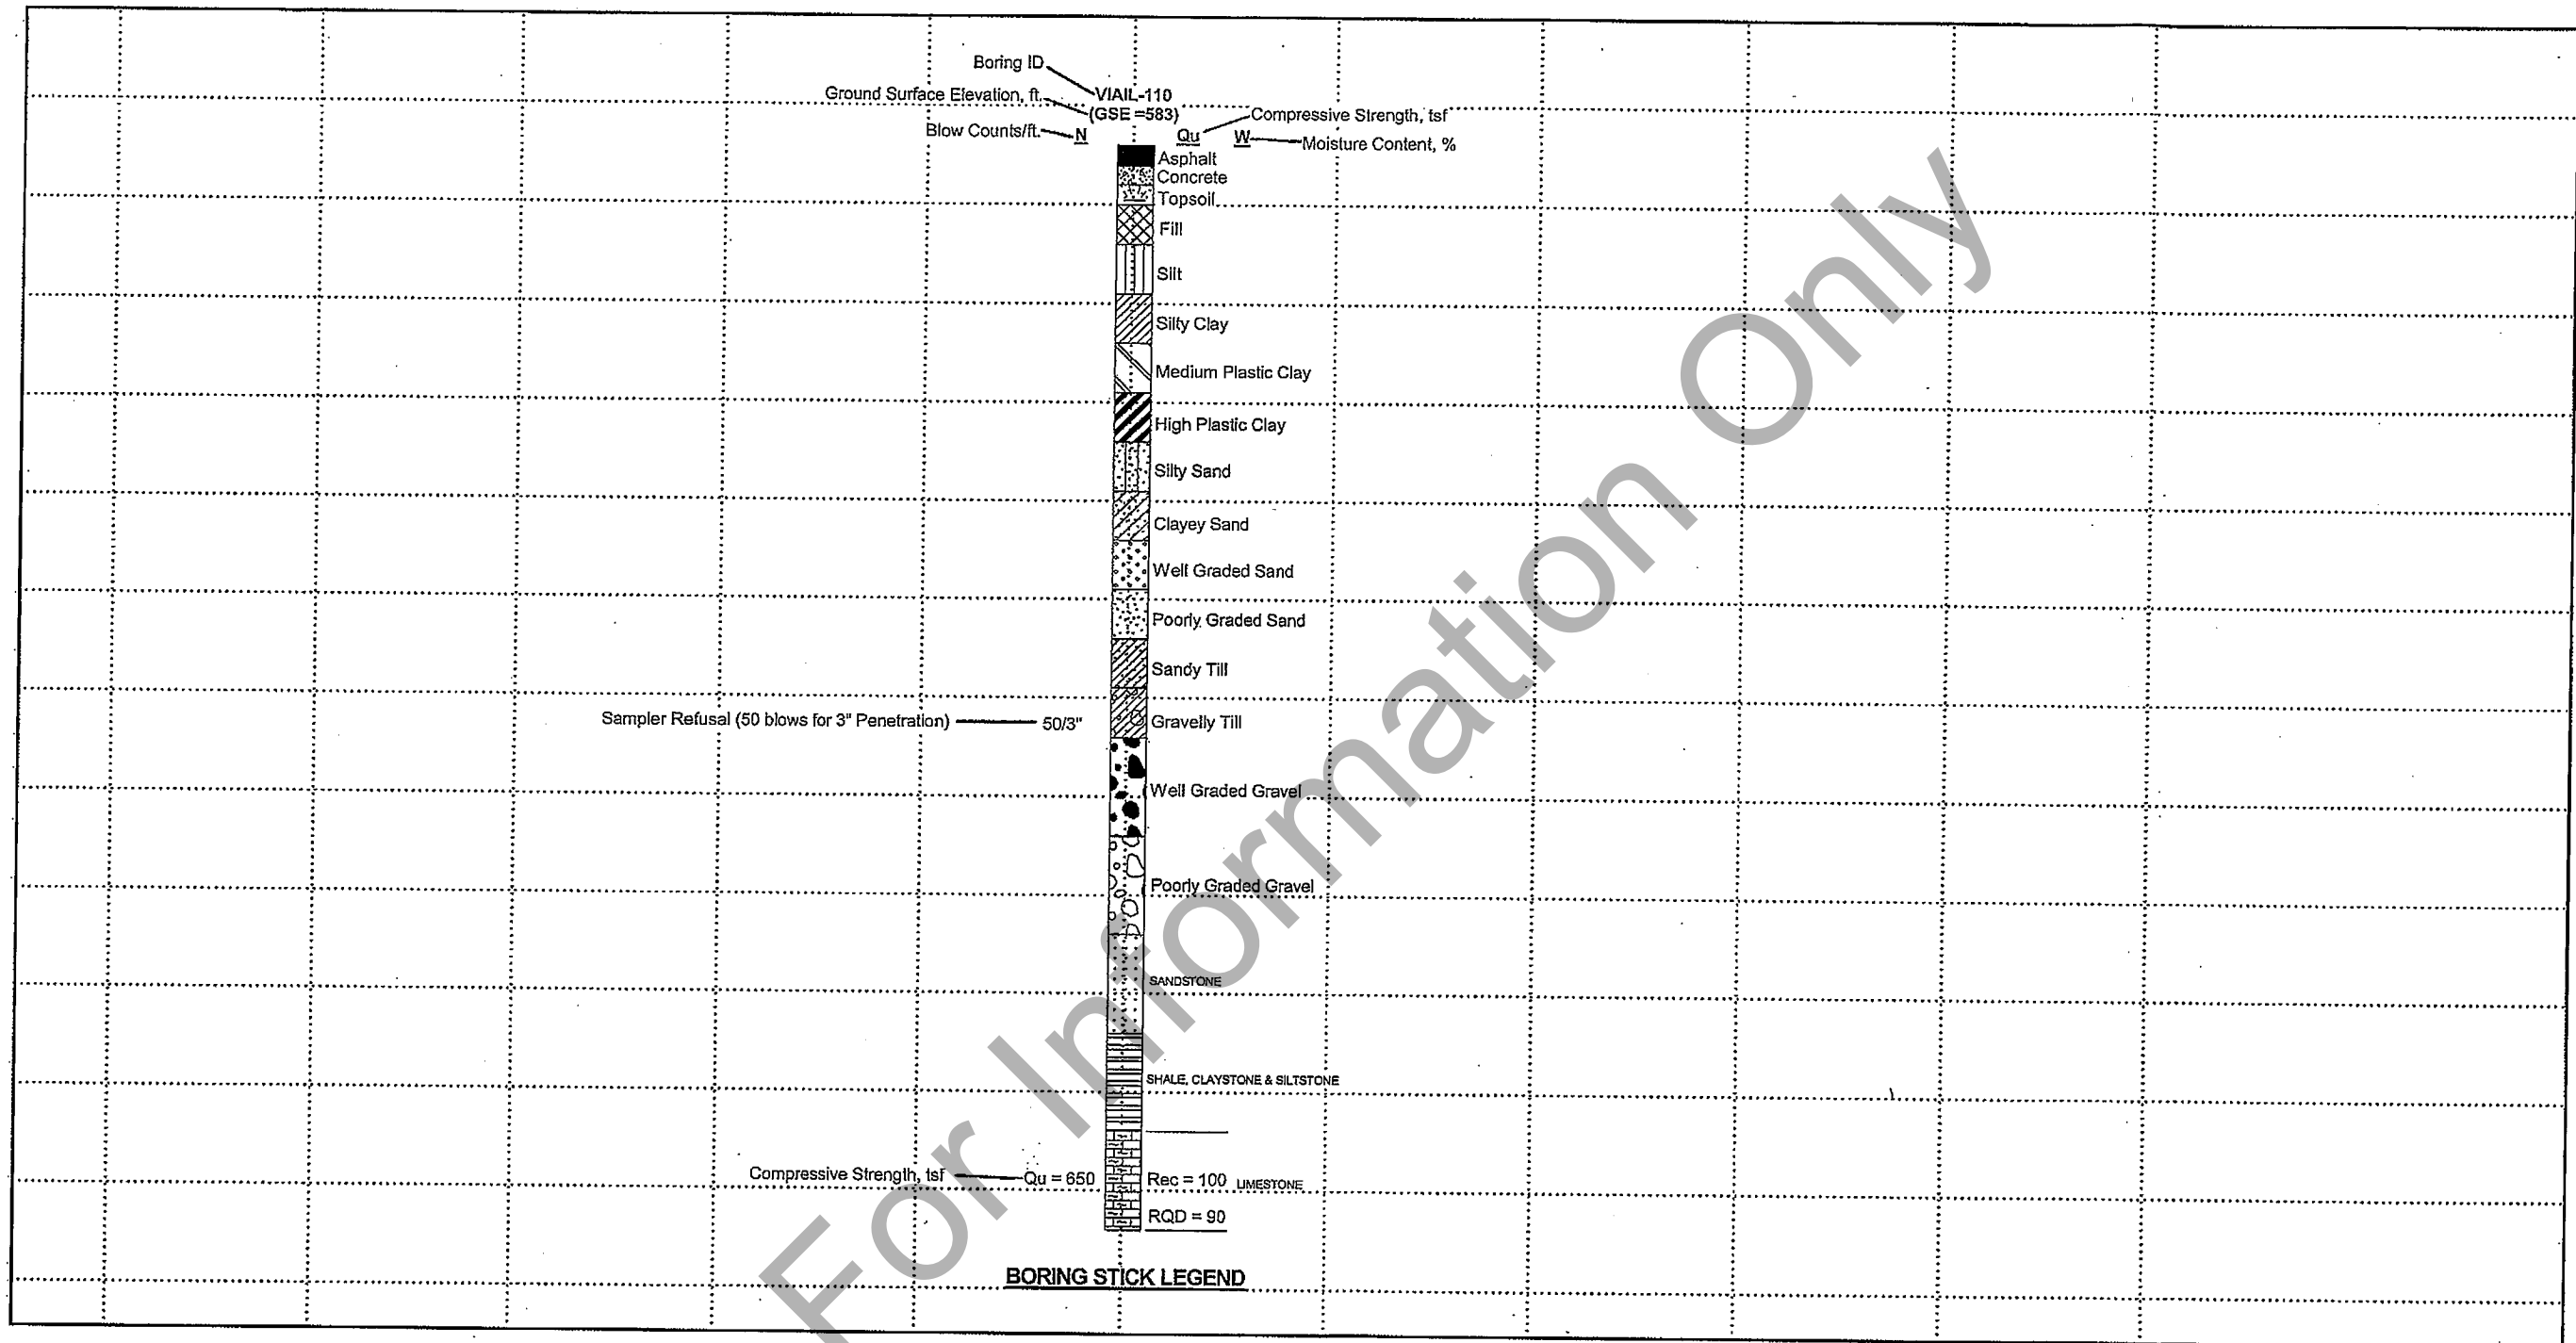 Boring ID
Ground Surface Elevation, ft. VIAIL-110
(GSE =583)
Compressive Strength, tsf
Blow Counts/ft. N Qu W Moisture Content, %
Asphalt
Concrete
Topsoil
Fill
Silt
Silty Clay
Medium Plastic Clay
High Plastic Clay
Silty Sand
Clayey Sand
Well Graded Sand
Poorly Graded Sand
Sandy Till
Sampler Refusal (50 blows for 3" Penetration) 50/3" Gravelly Till
Well Graded Gravel
Poorly Graded Gravel
SANDSTONE
SHALE, CLAYSTONE & SILTSTONE
Compressive Strength, tsf Qu = 650 Rec = 100 LIMESTONE
RQD = 90
BORING STICK LEGEND
For Information Only